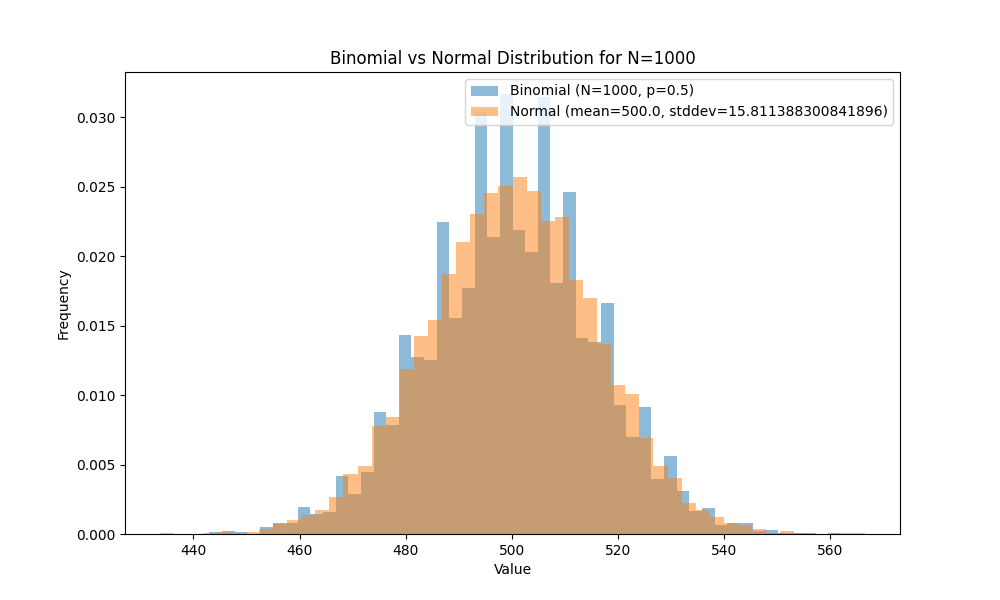 Binomial vs Normal Distribution for N=1000
Binomial (N=1000, p=0.5)
Normal (mean=500.0, stddev=15.811388300841896)
Frequency
0.030
0.025
0.020
0.015
0.010
0.005
0.000
440 460 480 500 520 540 560
Value